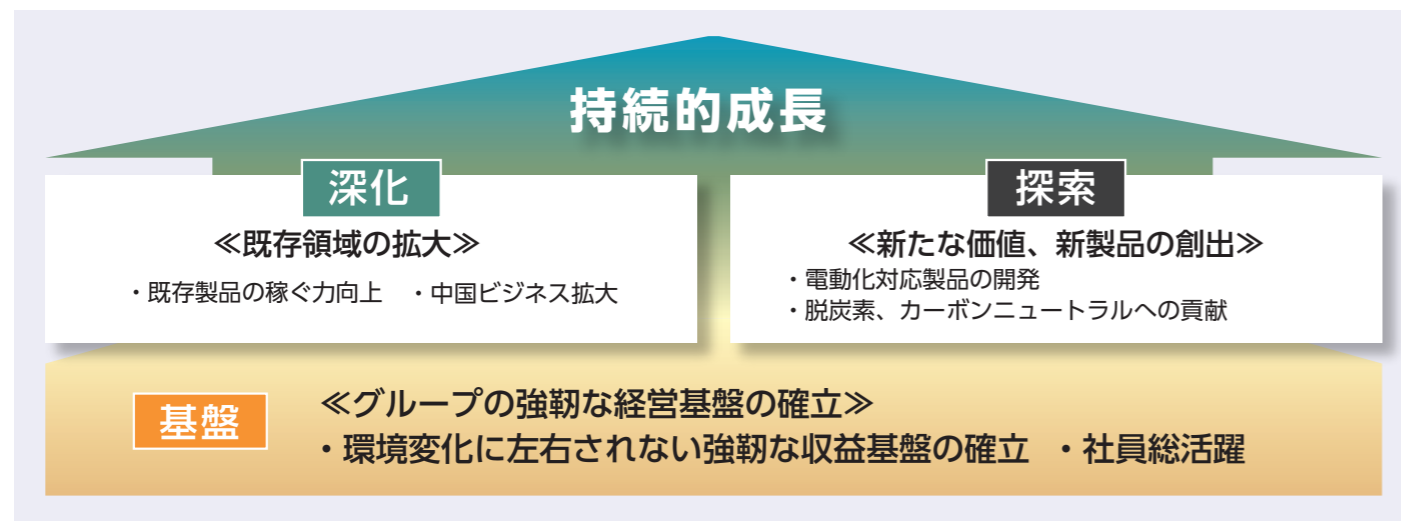 持続的成長
深化
≪既存領域の拡大≫
・既存製品の稼ぐ力向上 ・中国ビジネス拡大
探索
≪新たな価値、新製品の創出≫
・電動化対応製品の開発
・脱炭素、カーボンニュートラルへの貢献
基盤
≪グループの強靭な経営基盤の確立≫
・環境変化に左右されない強靭な収益基盤の確立 ・社員総活躍